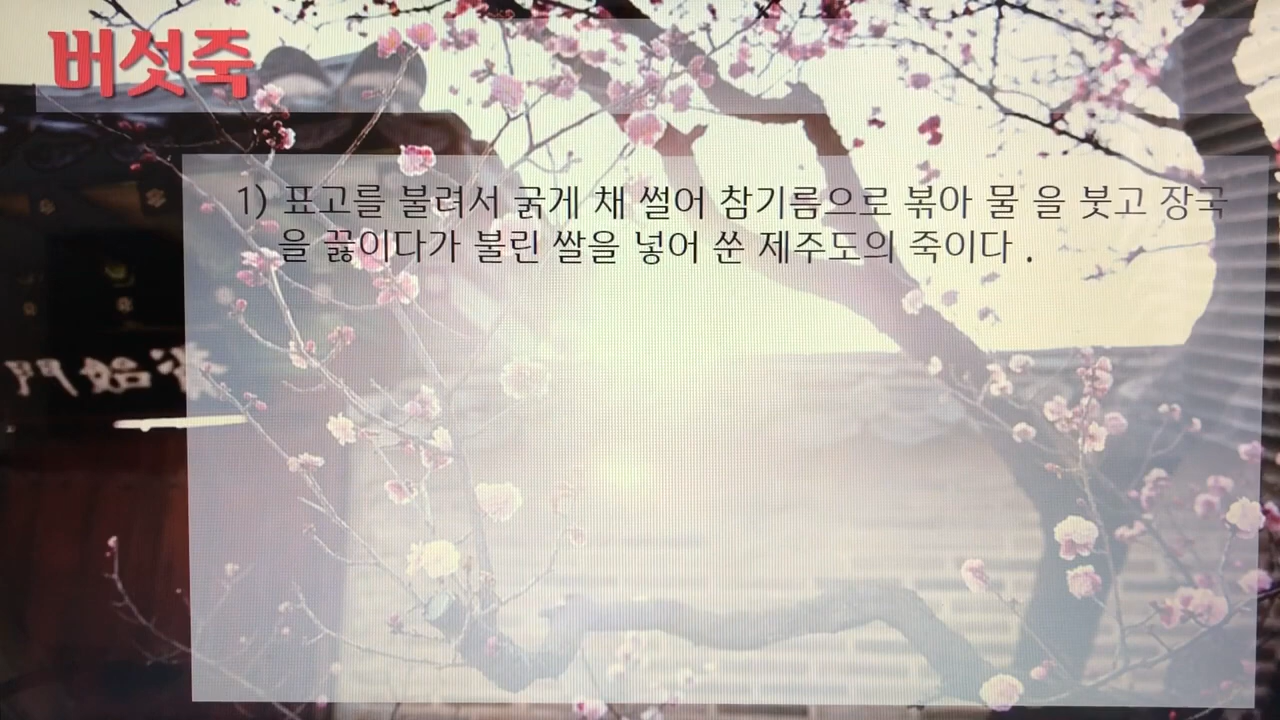 버섯죽
1) 표고를 불려서 굵게 채 썰어 참기름으로 볶아 물 을 붓고 장국
을 끓이다가 불린 쌀을 넣어 쑨 제주도의 죽이다 .
門始